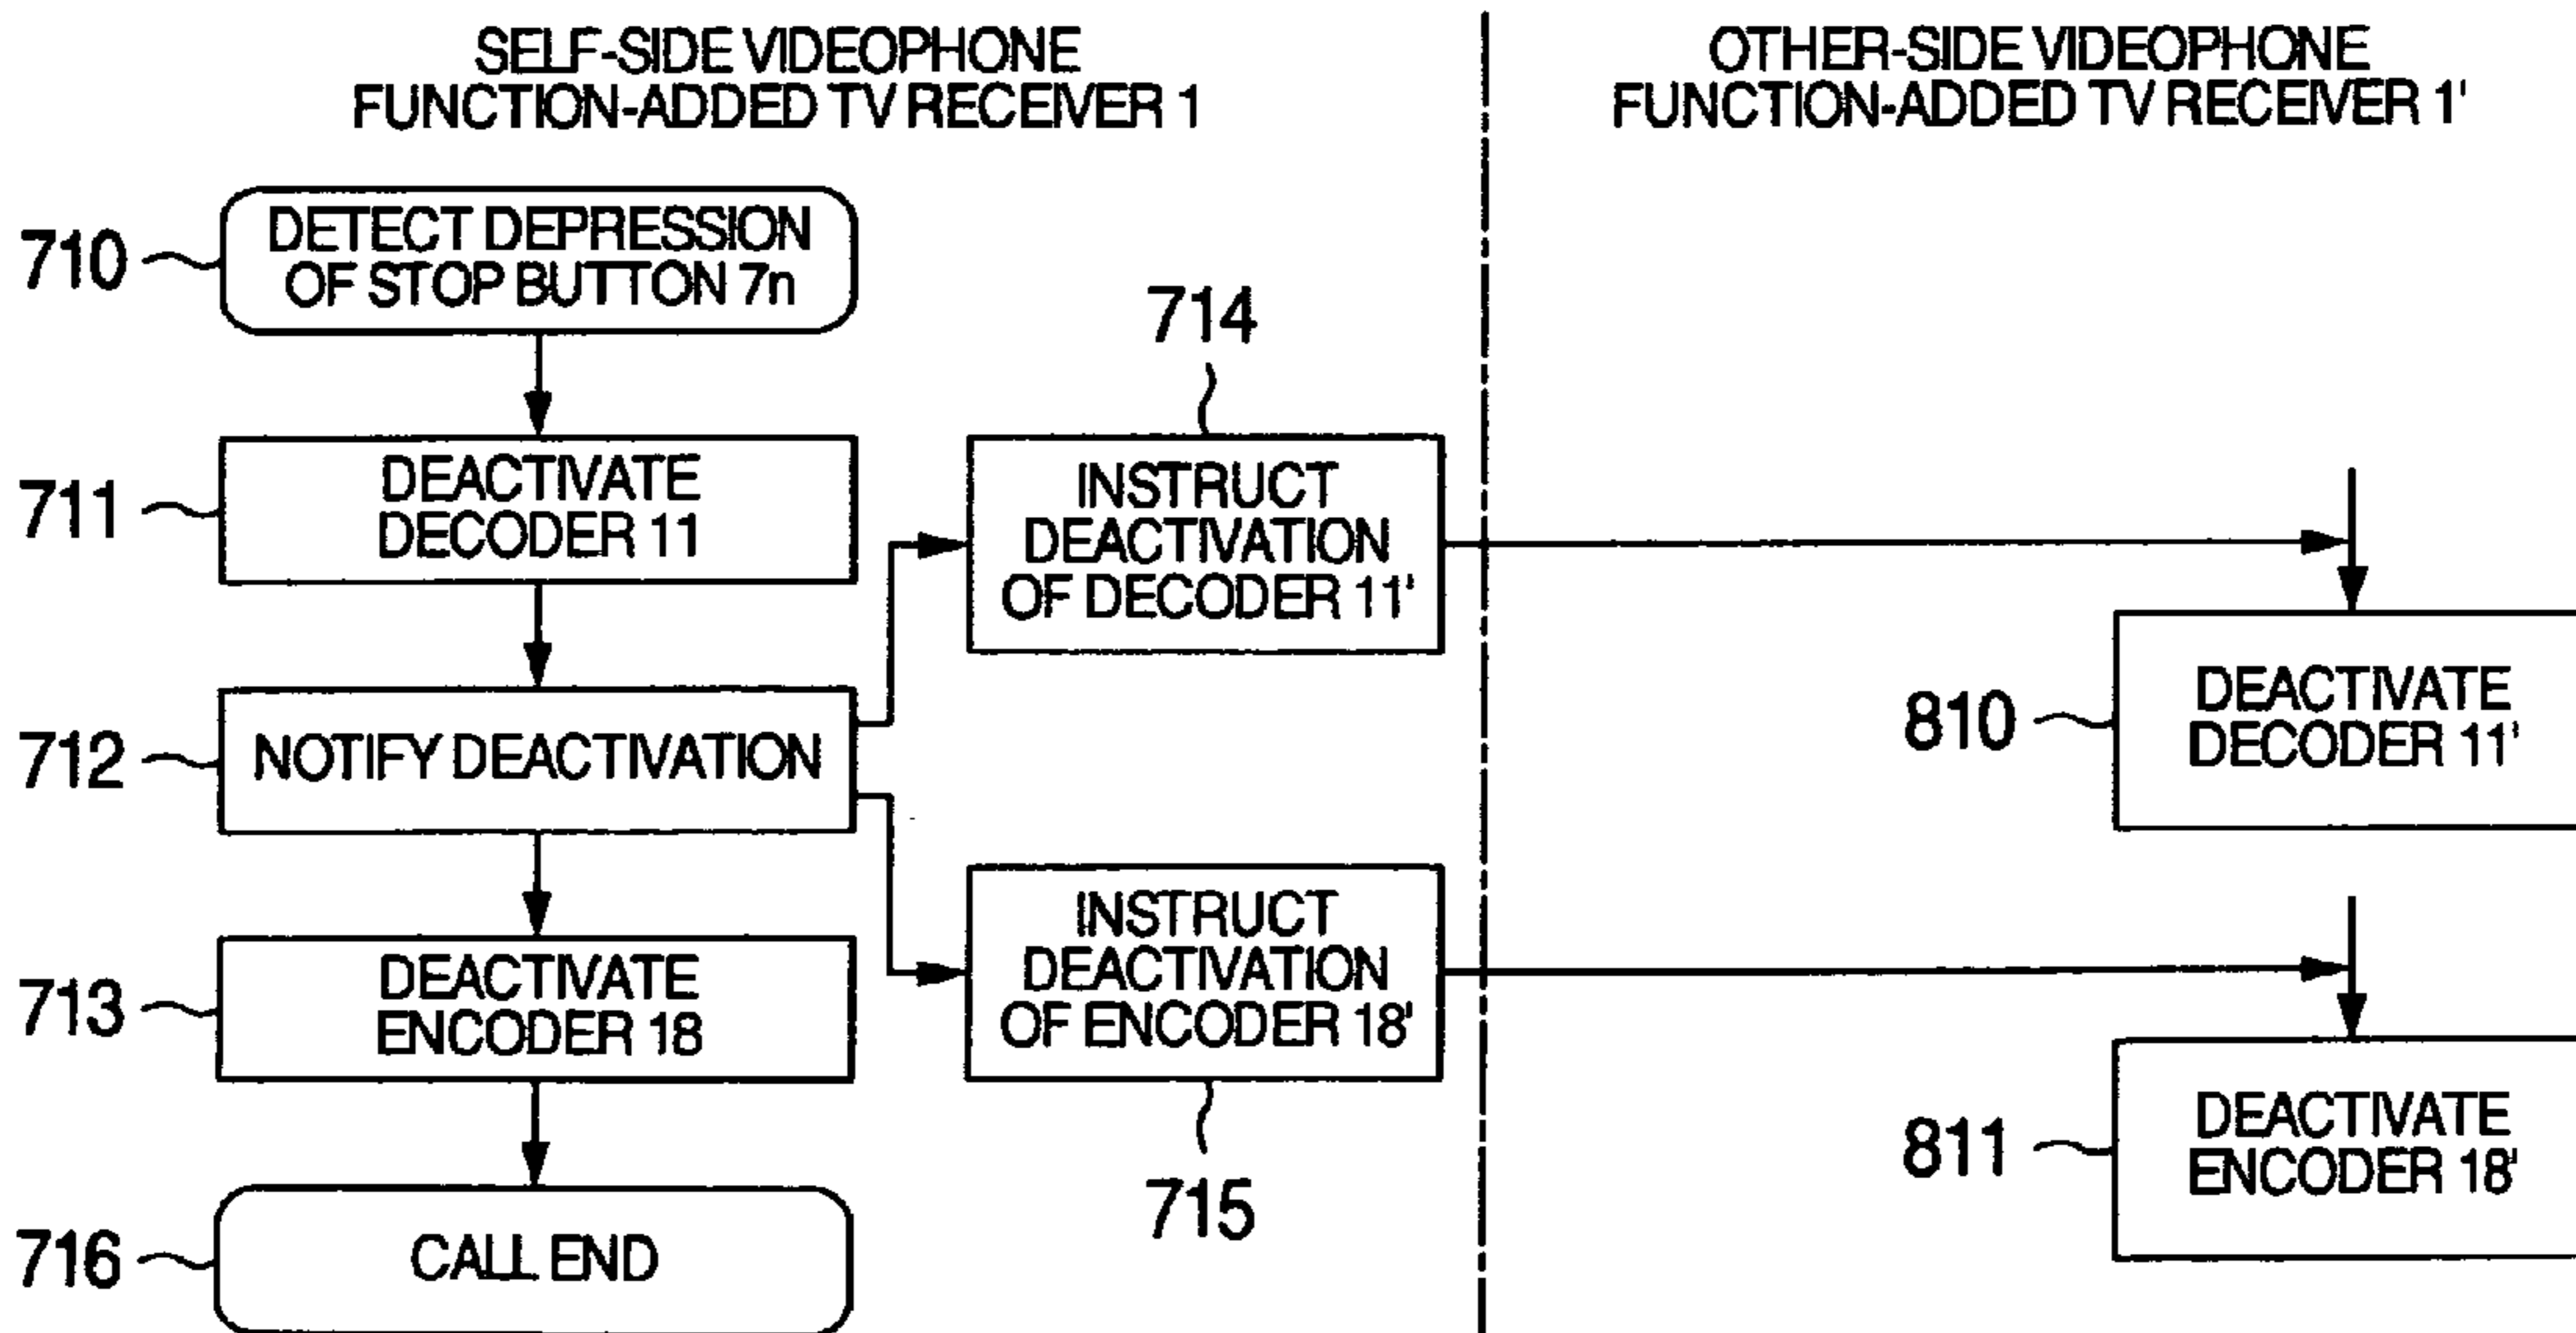 SELF-SIDE VIDEOPHONE
FUNCTION-ADDED TV RECEIVER 1
OTHER-SIDE VIDEOPHONE
FUNCTION-ADDED TV RECEIVER 1'
710
DETECT DEPRESSION
OF STOP BUTTON 7n
714
711
DEACTIVATE
DECODER 11
INSTRUCT
DEACTIVATION
OF DECODER 11'
712
NOTIFY DEACTIVATION
810
DEACTIVATE
DECODER 11'
713
DEACTIVATE
ENCODER 18
INSTRUCT
DEACTIVATION
OF ENCODER 18'
715
811
DEACTIVATE
ENCODER 18'
716
CALL END